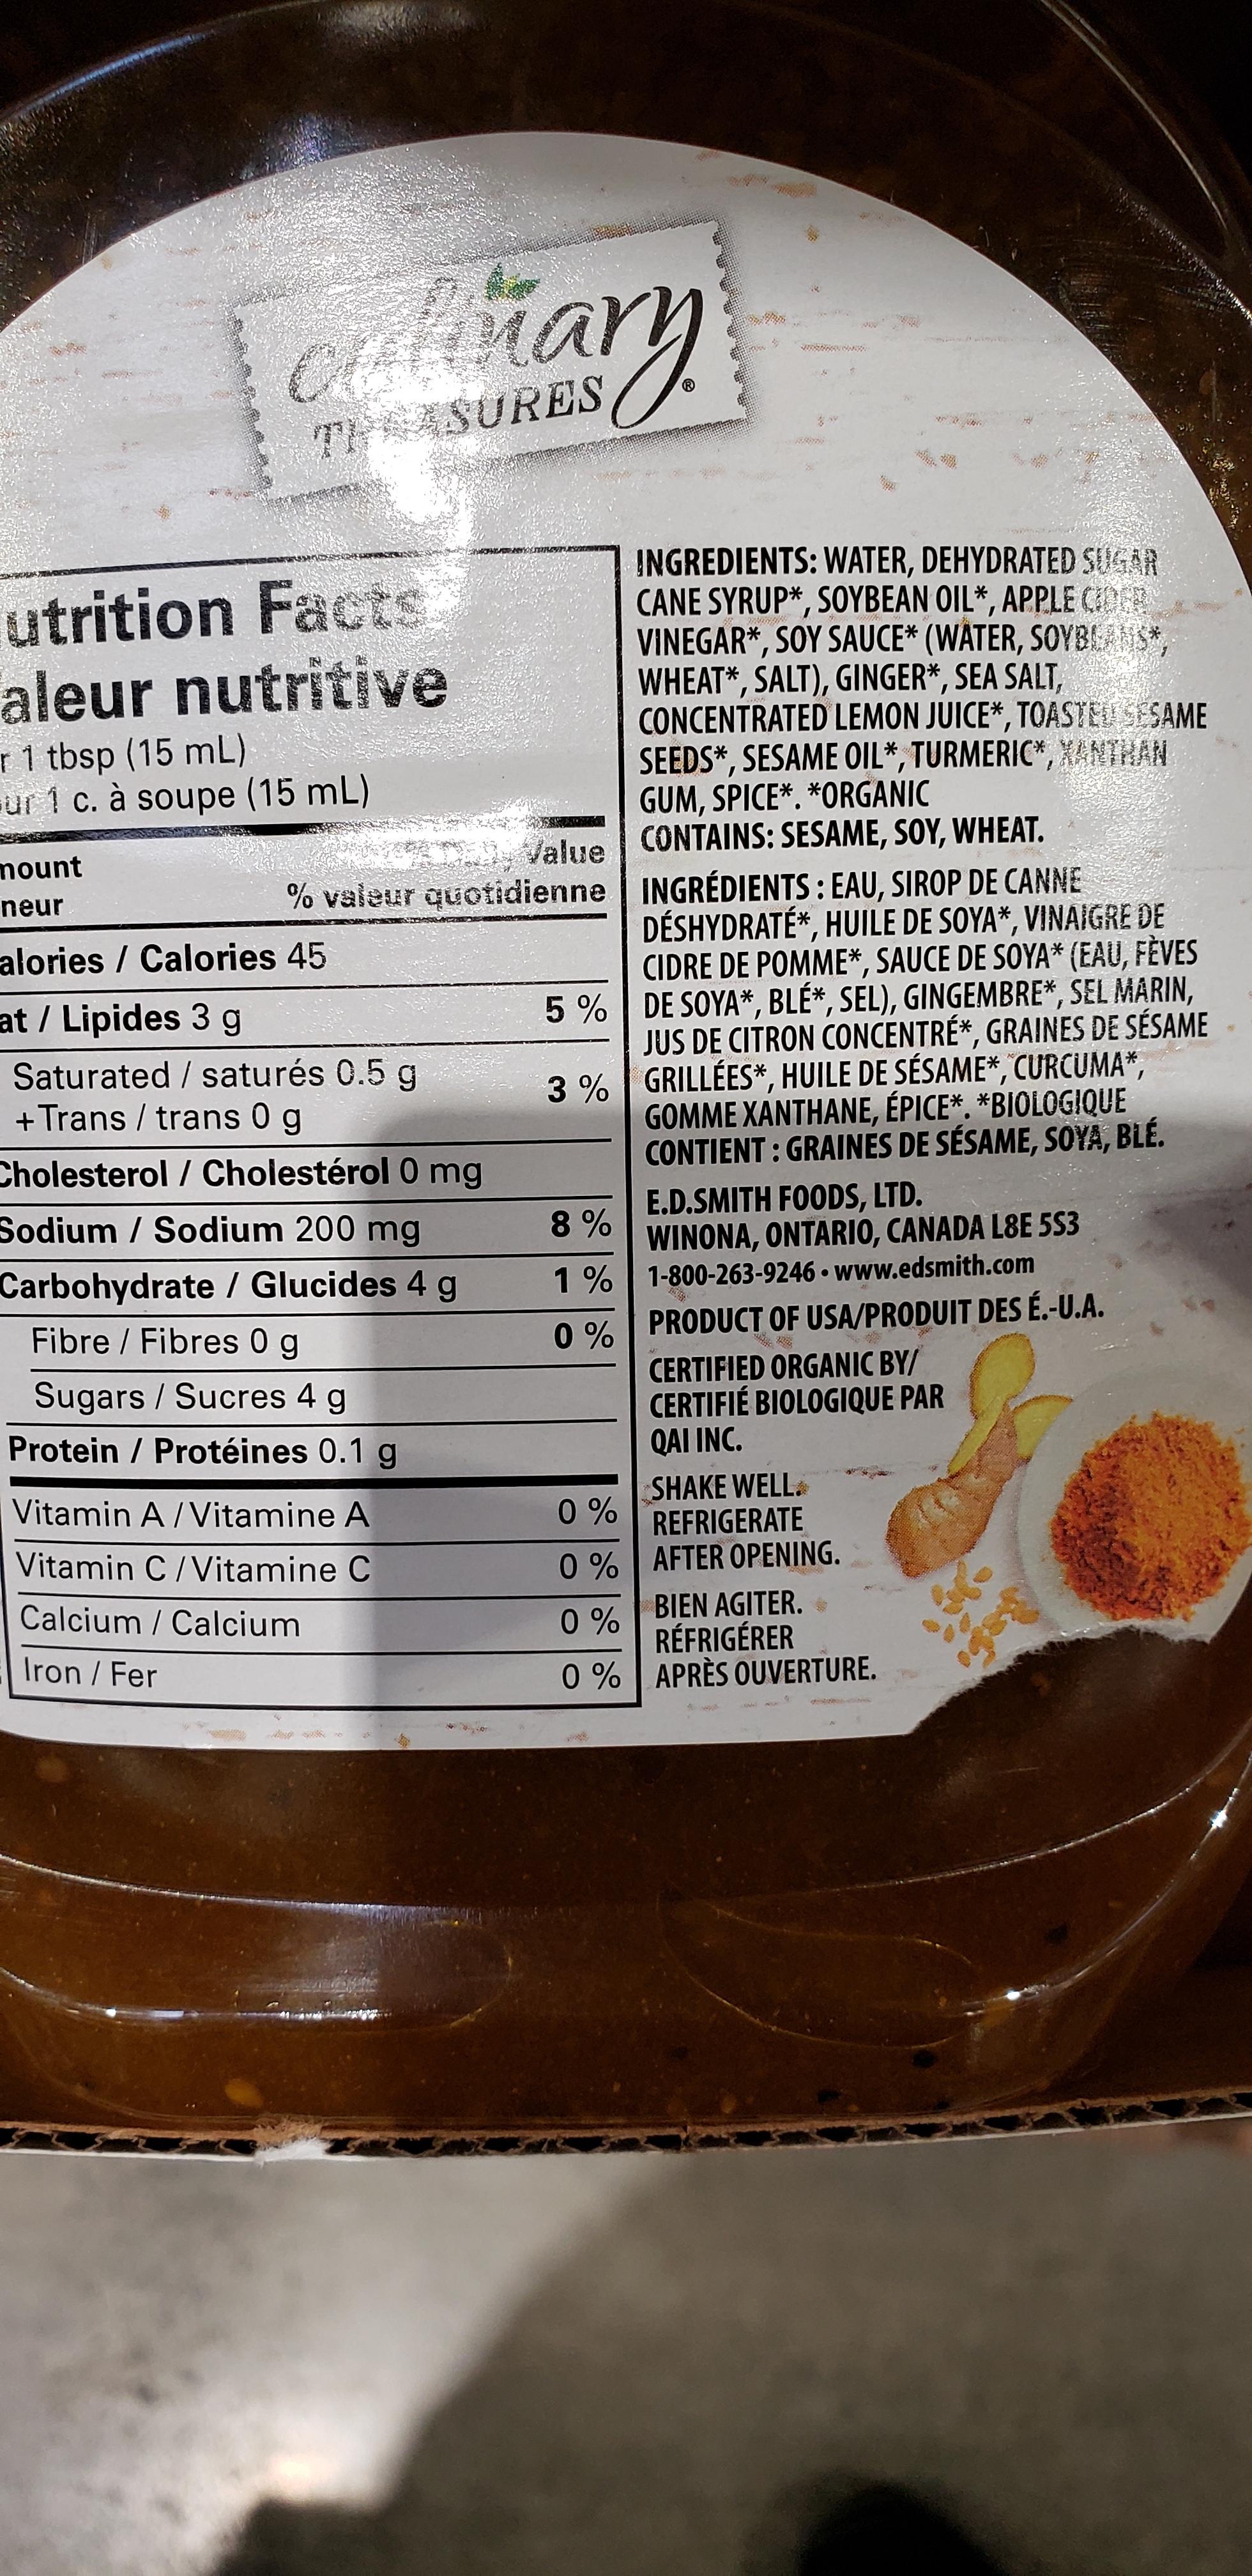 ary
SURES®
utrition Facts
aleur nutritive
r 1 tbsp (15 mL)
ur 1 c. à soupe (15 mL)
mount
neur
Value
% valeur quotidienne
alories / Calories 45
at / Lipides 3 g 5 %
Saturated / saturés 0.5 g
+ Trans / trans 0 g
3 %
Cholesterol / Cholestérol 0 mg
Sodium / Sodium 200 mg 8 %
Carbohydrate / Glucides 4 g 1 %
Fibre / Fibres 0 g 0 %
Sugars / Sucres 4 g
Protein / Protéines 0.1 g
Vitamin A / Vitamine A 0 %
Vitamin C / Vitamine C 0 %
Calcium / Calcium 0 %
Iron / Fer 0 %
INGREDIENTS: WATER, DEHYDRATED SUGAR
CANE SYRUP*, SOYBEAN OIL*, APPLE CIDER
VINEGAR*, SOY SAUCE* (WATER, SOYBEANS*,
WHEAT*, SALT), GINGER*, SEA SALT,
CONCENTRATED LEMON JUICE*, TOASTED SESAME
SEEDS*, SESAME OIL*, TURMERIC*, XANTHAN
GUM, SPICE*. *ORGANIC
CONTAINS: SESAME, SOY, WHEAT.
INGRÉDIENTS : EAU, SIROP DE CANNE
DÉSHYDRATÉ*, HUILE DE SOYA*, VINAIGRE DE
CIDRE DE POMME*, SAUCE DE SOYA* (EAU, FÈVES
DE SOYA*, BLÉ*, SEL), GINGEMBRE*, SEL MARIN,
JUS DE CITRON CONCENTRÉ*, GRAINES DE SÉSAME
GRILLÉES*, HUILE DE SÉSAME*, CURCUMA*,
GOMME XANTHANE, ÉPICE*. *BIOLOGIQUE
CONTIENT : GRAINES DE SÉSAME, SOYA, BLÉ.
E.D.SMITH FOODS, LTD.
WINONA, ONTARIO, CANADA L8E 5S3
1-800-263-9246 • www.edsmith.com
PRODUCT OF USA/PRODUIT DES É.-U.A.
CERTIFIED ORGANIC BY/
CERTIFIÉ BIOLOGIQUE PAR
QAI INC.
SHAKE WELL.
REFRIGERATE
AFTER OPENING.
BIEN AGITER.
RÉFRIGÉRER
APRÈS OUVERTURE.